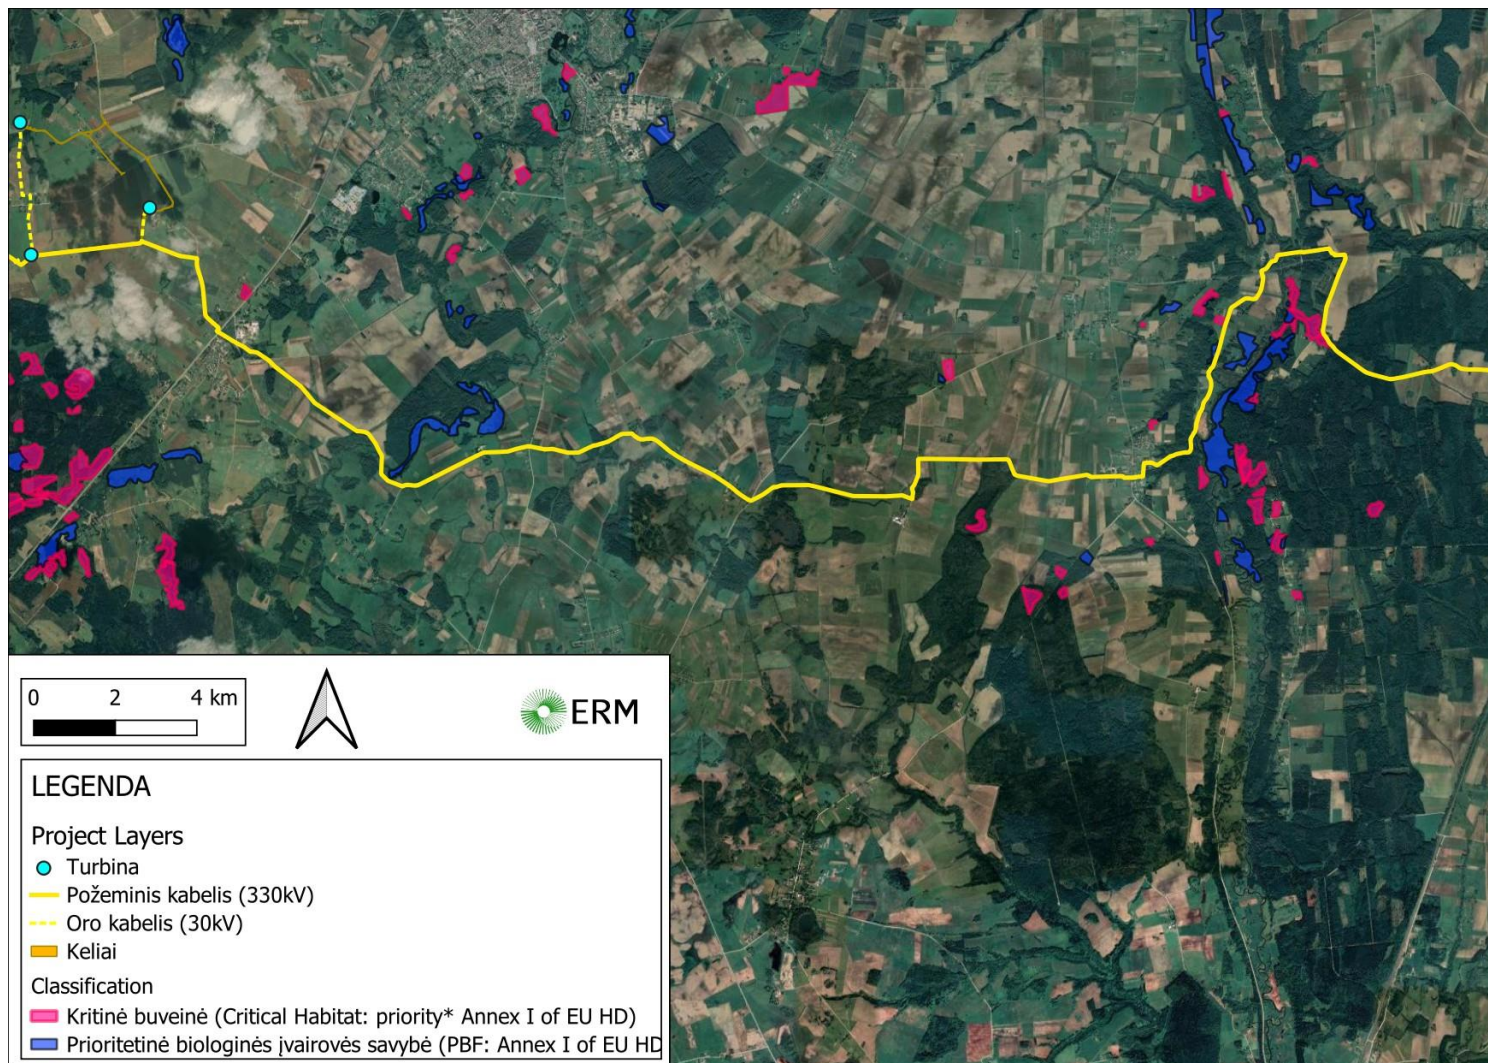 0 2 4 km
ERM
LEGENDA
Project Layers
Turbina
Požeminis kabelis (330kV)
Oro kabelis (30kV)
Keliai
Classification
Kritinė buveinė (Critical Habitat: priority* Annex I of EU HD)
Prioritetinė biologinės įvairovės savybė (PBF: Annex I of EU HD